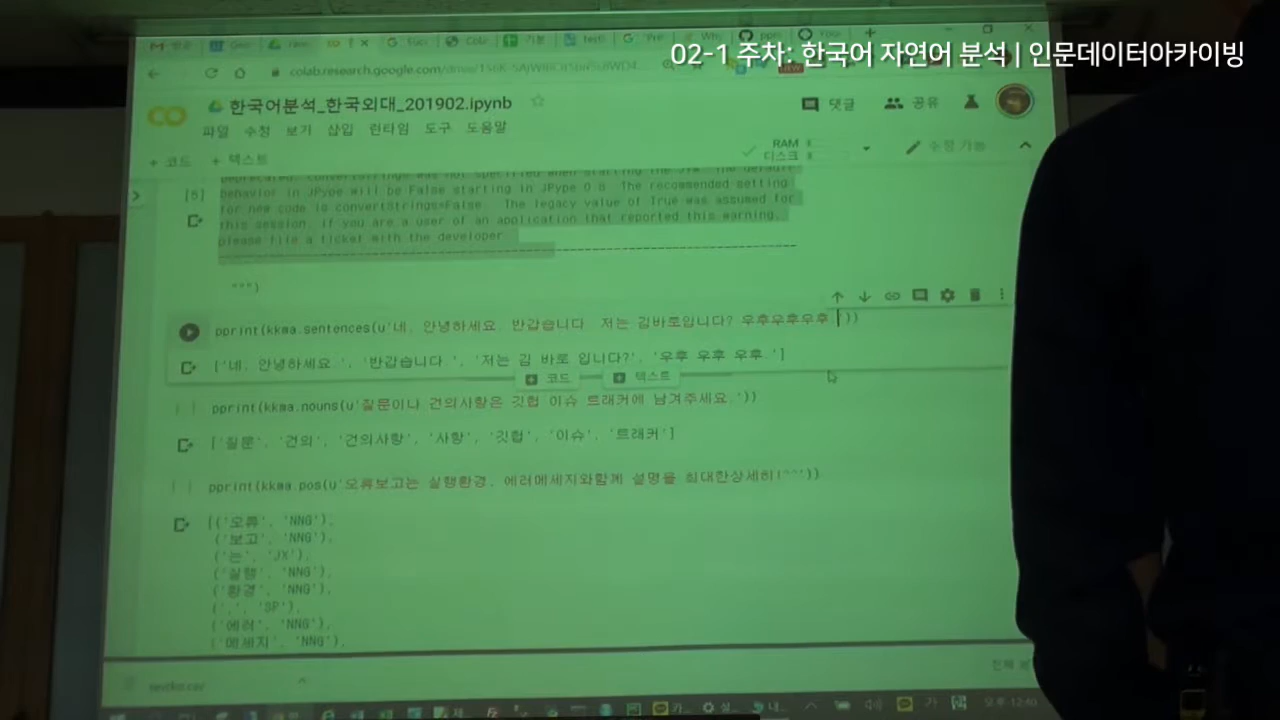 02-1 주차: 한국어 자연어 분석 | 인문데이터아카이빙
colab.research.google.com
한국어분석_한국외대_201902.ipynb
댓글 공유
파일 수정 보기 삽입 런타임 도구 도움말
+ 코드 + 텍스트
RAM
디스크
수정 가능
[5] behavior in JPype will be False starting in JPype 0.8. The recommended setting
for new code is convertStrings=False. The legacy value of True was assumed for
this session. If you are a user of an application that reported this warning,
please file a ticket with the developer.
""")
pprint(kkma.sentences(u'네, 안녕하세요. 반갑습니다. 저는 김바로입니다? 우후우후우후.'))
['네, 안녕하세요.', '반갑습니다.', '저는 김 바로 입니다?', '우후 우후 우후.']
+ 코드 + 텍스트
[ ] pprint(kkma.nouns(u'질문이나 건의사항은 깃헙 이슈 트래커에 남겨주세요.'))
['질문', '건의', '건의사항', '사항', '깃헙', '이슈', '트래커']
[ ] pprint(kkma.pos(u'오류보고는 실행환경, 에러메세지와함께 설명을 최대한상세히!^^'))
[('오류', 'NNG'),
('보고', 'NNG'),
('는', 'JX'),
('실행', 'NNG'),
('환경', 'NNG'),
(',', 'SP'),
('에러', 'NNG'),
('메세지', 'NNG'),